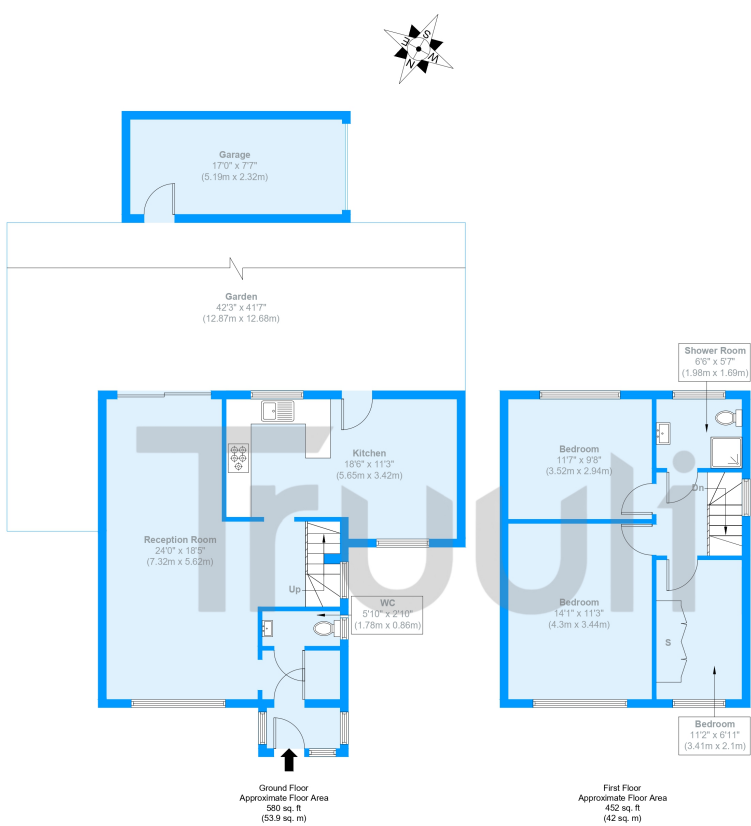 S
E
W
N
Garage
17'0" x 7'7"
(5.19m x 2.32m)
Garden
42'3" x 41'7"
(12.87m x 12.68m)
Shower Room
6'6" x 5'7"
(1.98m x 1.69m)
Kitchen
18'6" x 11'3"
(5.65m x 3.42m)
Bedroom
11'7" x 9'8"
(3.52m x 2.94m)
Truuli
Dn
Reception Room
24'0" x 18'5"
(7.32m x 5.62m)
Up
WC
5'10" x 2'10"
(1.78m x 0.86m)
Bedroom
14'1" x 11'3"
(4.3m x 3.44m)
S
Bedroom
11'2" x 6'11"
(3.41m x 2.1m)
Ground Floor
Approximate Floor Area
580 sq. ft
(53.9 sq. m)
First Floor
Approximate Floor Area
452 sq. ft
(42 sq. m)